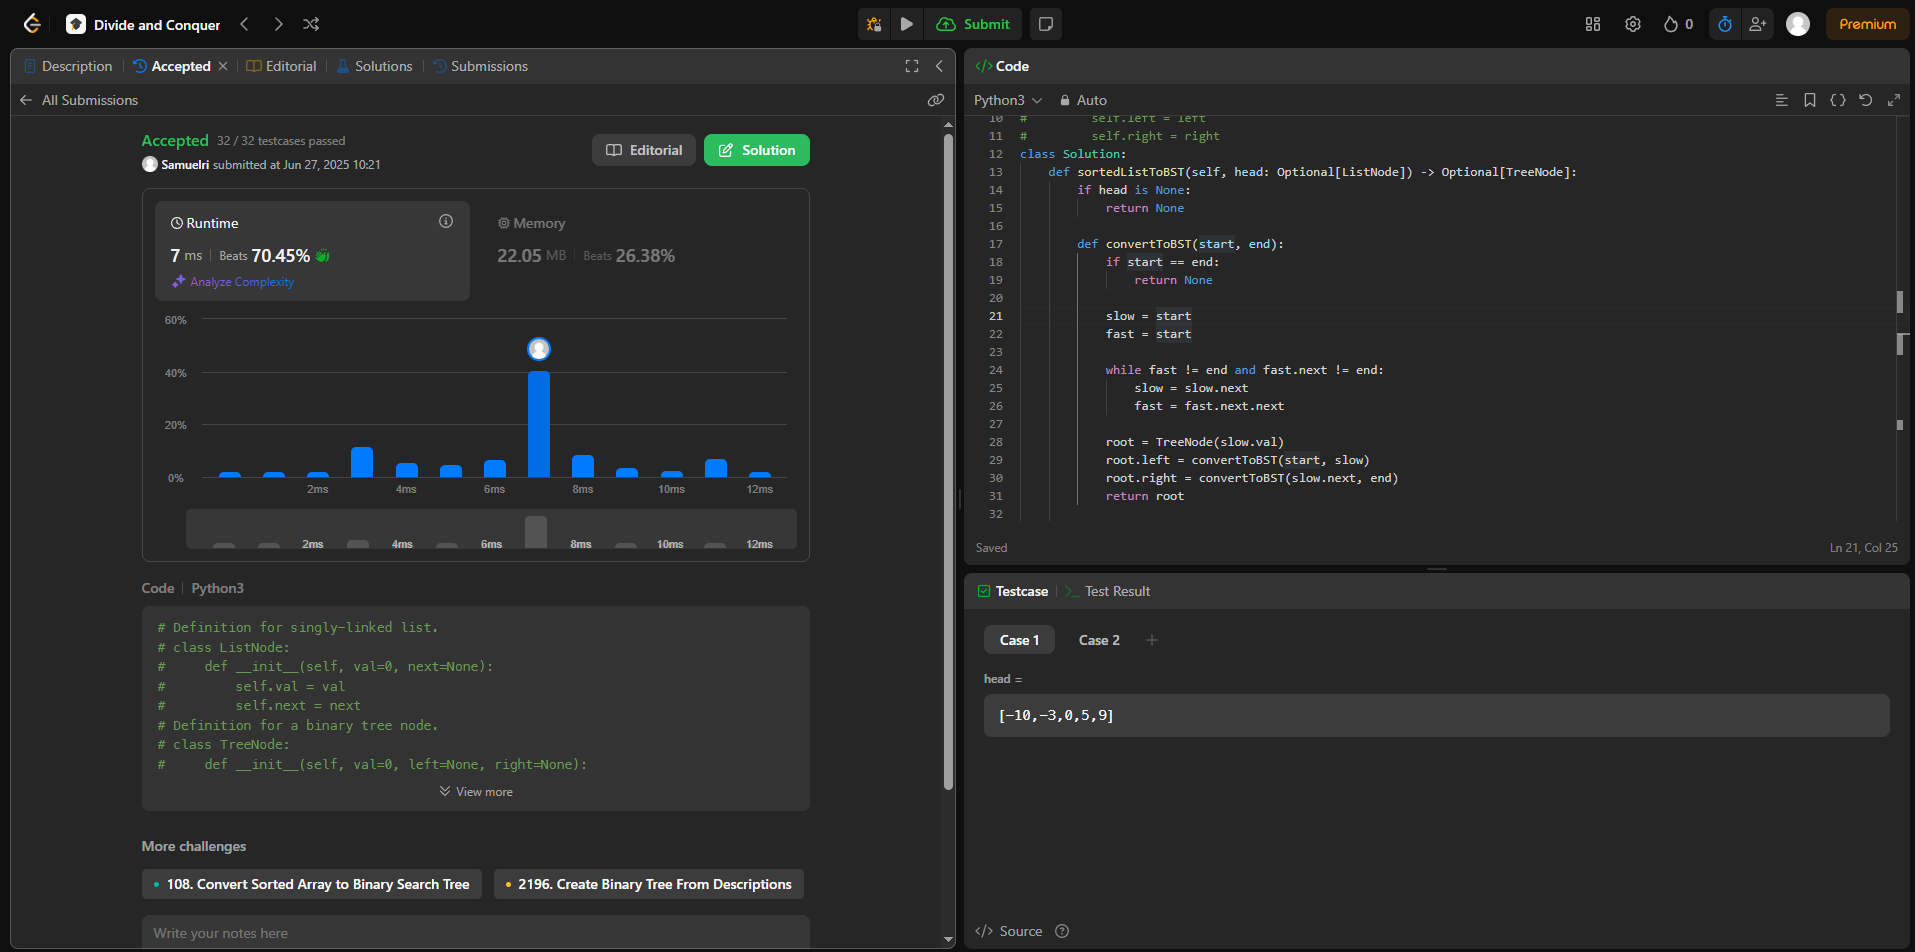 Divide and Conquer
Submit
0
Premium
Description
Accepted
Editorial
Solutions
Submissions
All Submissions
Accepted 32 / 32 testcases passed
Samuelri submitted at Jun 27, 2025 10:21
Editorial
Solution
Runtime
7 ms Beats 70.45%
Analyze Complexity
Memory
22.05 MB Beats 26.38%
60%
40%
20%
0%
2ms 4ms 6ms 8ms 10ms 12ms
2ms 4ms 6ms 8ms 10ms 12ms
Code Python3
# Definition for singly-linked list.
# class ListNode:
#     def __init__(self, val=0, next=None):
#         self.val = val
#         self.next = next
# Definition for a binary tree node.
# class TreeNode:
#     def __init__(self, val=0, left=None, right=None):
View more
More challenges
108. Convert Sorted Array to Binary Search Tree
2196. Create Binary Tree From Descriptions
Write your notes here
</> Code
Python3 Auto
10 #         self.left = left
11 #         self.right = right
12 class Solution:
13     def sortedListToBST(self, head: Optional[ListNode]) -> Optional[TreeNode]:
14         if head is None:
15             return None
16
17         def convertToBST(start, end):
18             if start == end:
19                 return None
20
21             slow = start
22             fast = start
23
24             while fast != end and fast.next != end:
25                 slow = slow.next
26                 fast = fast.next.next
27
28             root = TreeNode(slow.val)
29             root.left = convertToBST(start, slow)
30             root.right = convertToBST(slow.next, end)
31             return root
32
Saved
Ln 21, Col 25
Testcase
Test Result
Case 1
Case 2
head =
[-10,-3,0,5,9]
</> Source